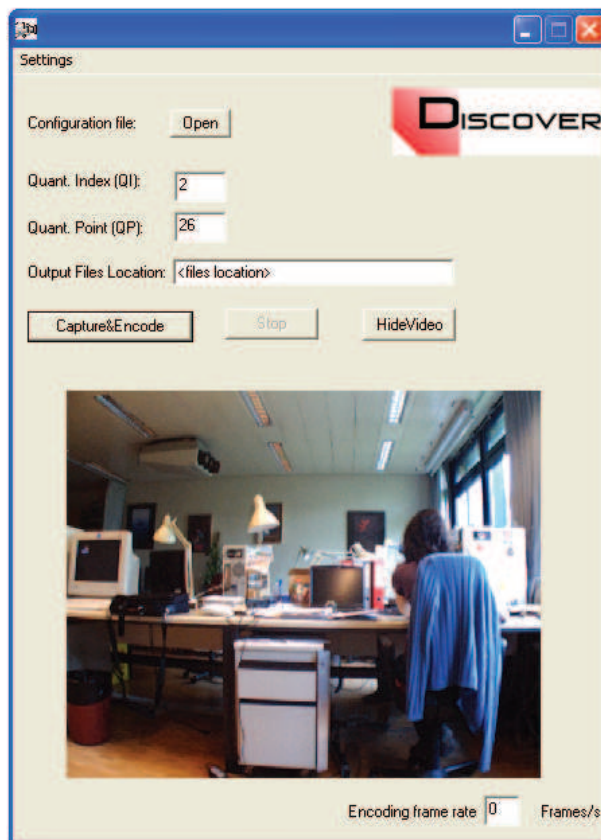 Settings
Configuration file: Open
DISCOVER
Quant. Index (QI): 2
Quant. Point (QP): 26
Output Files Location: <files location>
Capture&Encode Stop HideVideo
Encoding frame rate 0 Frames/s